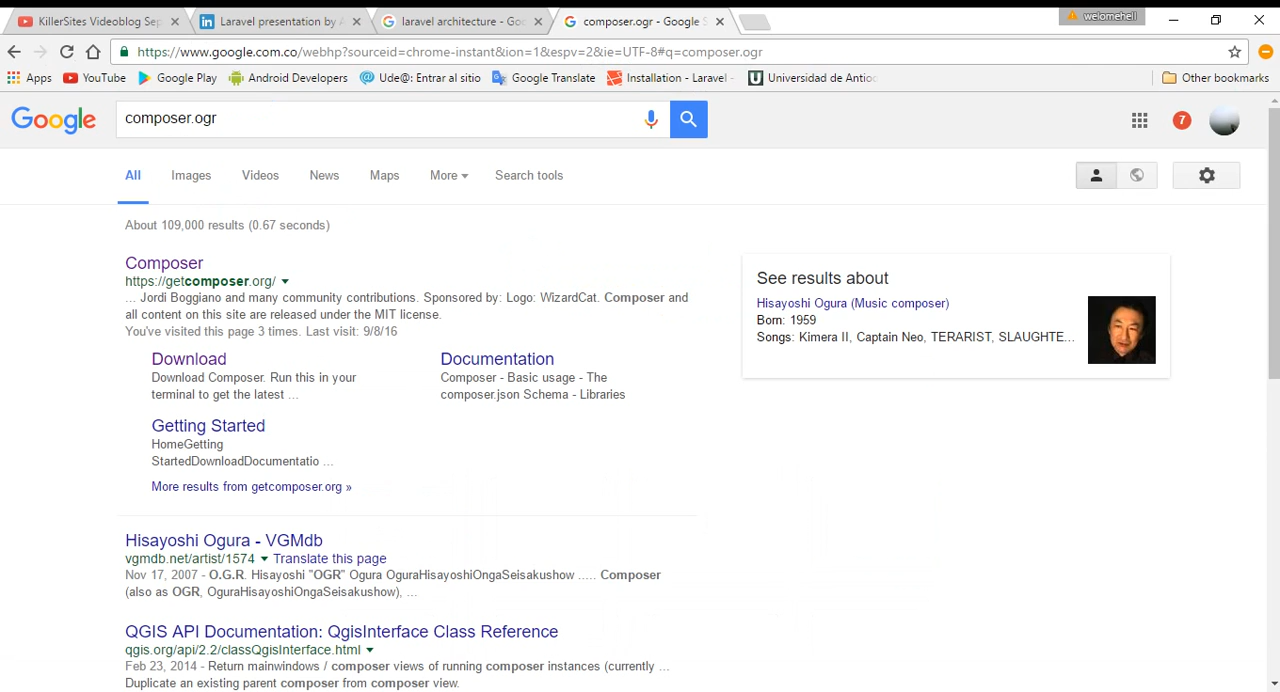 KillerSites Videoblog Sep
Laravel presentation by A
laravel architecture - Goo
composer.ogr - Google S
welomehell
https://www.google.com.co/webhp?sourceid=chrome-instant&ion=1&espv=2&ie=UTF-8#q=composer.ogr
Apps YouTube Google Play Android Developers Ude@: Entrar al sitio Google Translate Installation - Laravel - Universidad de Antioc Other bookmarks
Google composer.ogr 7
All Images Videos News Maps More Search tools
About 109,000 results (0.67 seconds)
Composer
https://getcomposer.org/
... Jordi Boggiano and many community contributions. Sponsored by: Logo: WizardCat. Composer and
all content on this site are released under the MIT license.
You've visited this page 3 times. Last visit: 9/8/16
Download
Download Composer. Run this in your
terminal to get the latest ...
Documentation
Composer - Basic usage - The
composer.json Schema - Libraries
Getting Started
HomeGetting
StartedDownloadDocumentatio ...
More results from getcomposer.org »
Hisayoshi Ogura - VGMdb
vgmdb.net/artist/1574 Translate this page
Nov 17, 2007 - O.G.R. Hisayoshi "OGR" Ogura OguraHisayoshiOngaSeisakushow ..... Composer
(also as OGR, OguraHisayoshiOngaSeisakushow), ...
QGIS API Documentation: QgisInterface Class Reference
qgis.org/api/2.2/classQgisInterface.html
Feb 23, 2014 - Return mainwindows / composer views of running composer instances (currently ...
Duplicate an existing parent composer from composer view.
See results about
Hisayoshi Ogura (Music composer)
Born: 1959
Songs: Kimera II, Captain Neo, TERARIST, SLAUGHTE...